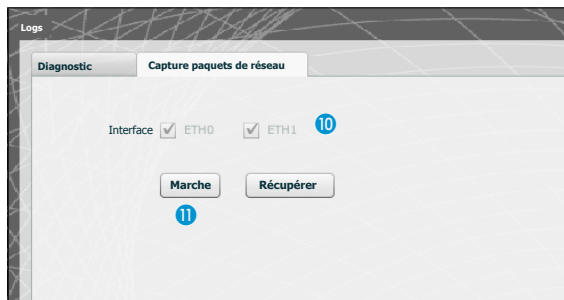 Logs
Diagnostic Capture paquets de réseau
Interface ETH0 ETH1 10
Marche Récupérer
11